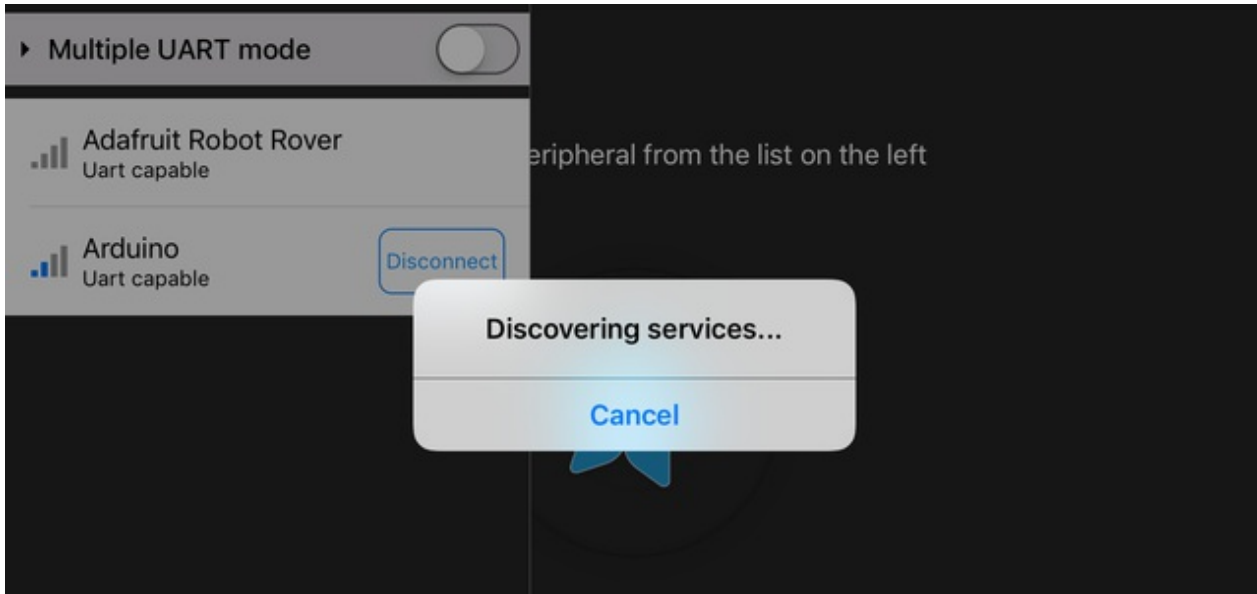 Multiple UART mode
Adafruit Robot Rover
Uart capable
eripheral from the list on the left
Arduino
Uart capable
Disconnect
Discovering services...
Cancel